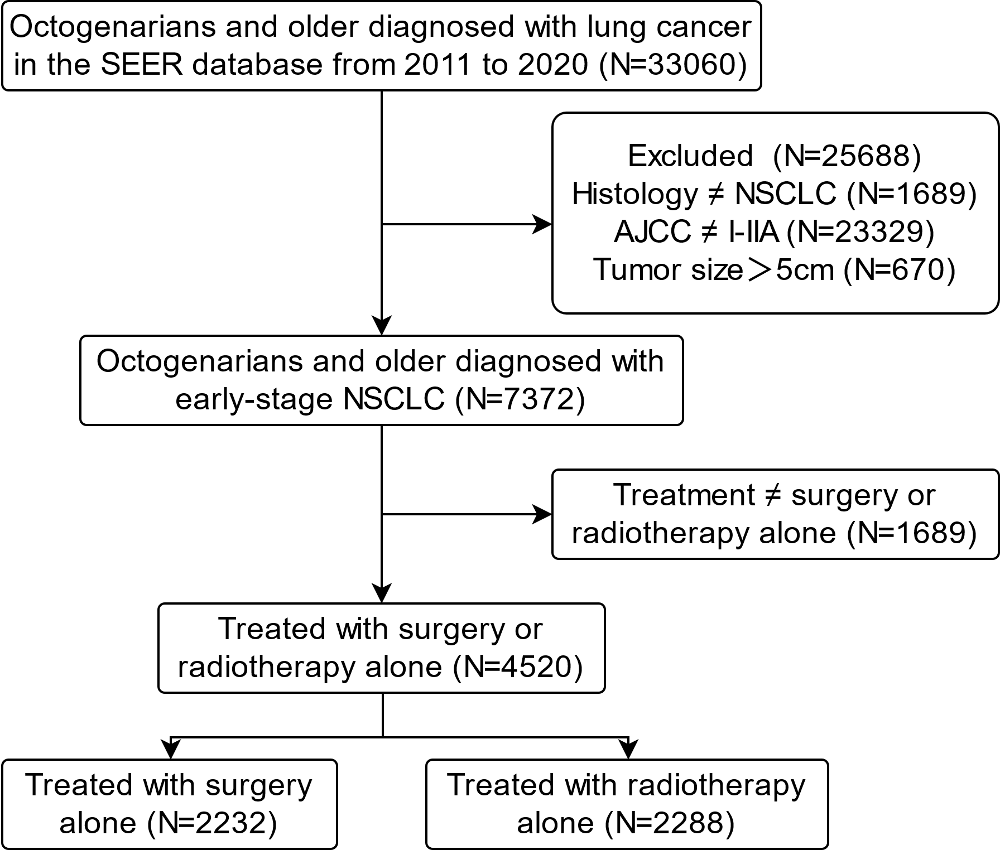 Octogenarians and older diagnosed with lung cancer
in the SEER database from 2011 to 2020 (N=33060)
Excluded  (N=25688)
Histology ≠ NSCLC (N=1689)
AJCC ≠ I-IIA (N=23329)
Tumor size＞5cm (N=670)
Octogenarians and older diagnosed with
early-stage NSCLC (N=7372)
Treatment ≠ surgery or
radiotherapy alone (N=1689)
Treated with surgery or
radiotherapy alone (N=4520)
Treated with surgery
alone (N=2232)
Treated with radiotherapy
alone (N=2288)